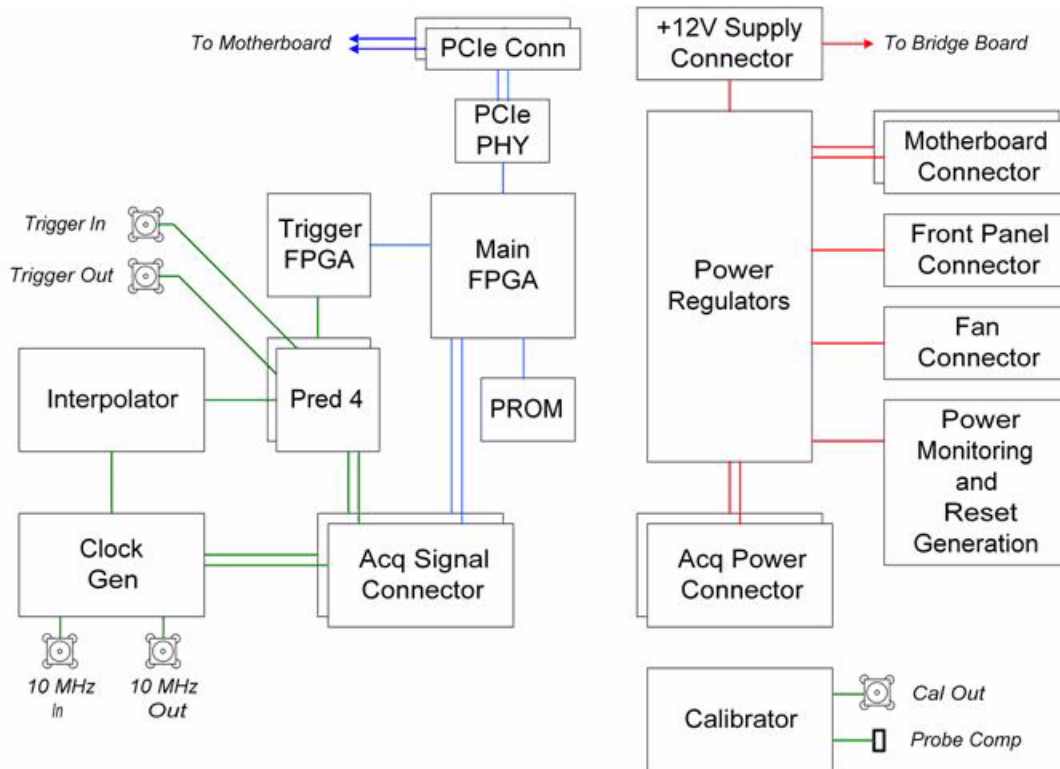 To Motherboard
PCIe Conn
PCIe
PHY
Trigger In
Trigger Out
Trigger
FPGA
Main
FPGA
Interpolator
Pred 4
PROM
Clock
Gen
Acq Signal
Connector
10 MHz
In
10 MHz
Out
+12V Supply
Connector
To Bridge Board
Power
Regulators
Motherboard
Connector
Front Panel
Connector
Fan
Connector
Power
Monitoring
and
Reset
Generation
Acq Power
Connector
Calibrator
Cal Out
Probe Comp